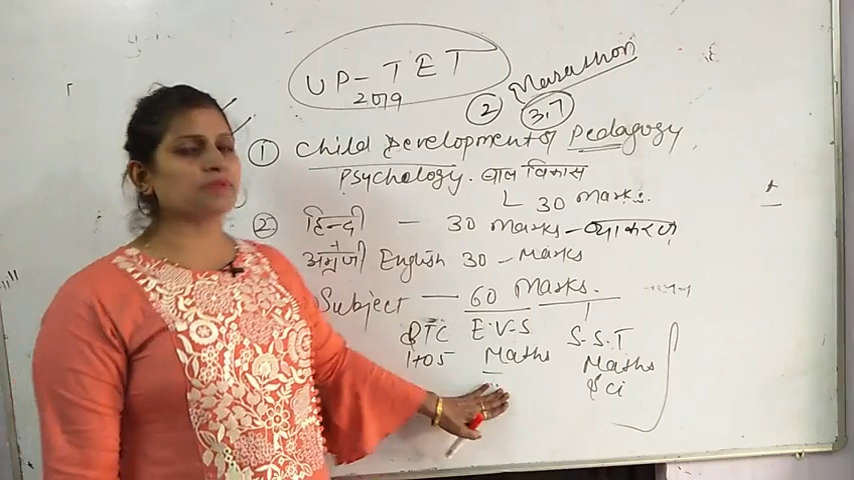 UP-TET
2019
② Marathon
3,7
① Child Development & Pedagogy
Psychology. बाल विकास
30 Marks.
② हिन्दी — 30 Marks – व्याकरण
अंग्रेजी English 30 – Marks
Subject — 60 Marks.
BTC E.V.S S.S.T
1 to 5 Maths Maths
Sci